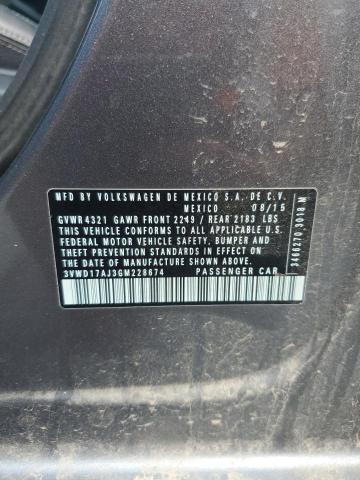 MFD BY VOLKSWAGEN DE MEXICO S.A. DE C.V.
MEXICO 08/15
GVWR 4321 GAWR FRONT 2249 / REAR 2183 LBS
THIS VEHICLE CONFORMS TO ALL APPLICABLE U.S.
FEDERAL MOTOR VEHICLE SAFETY, BUMPER AND
THEFT PREVENTION STANDARDS IN EFFECT ON
THE DATE OF MANUFACTURE SHOWN ABOVE.
3VWD17AJ3GM228674 PASSENGER CAR
3466270 3018 M